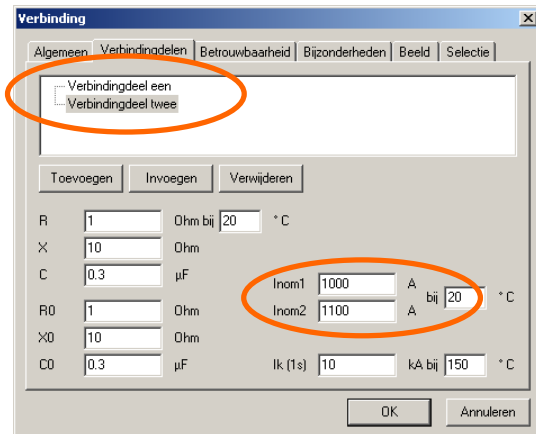 Verbinding
Algemeen Verbindingdelen Betrouwbaarheid Bijzonderheden Beeld Selectie
Verbindingdeel een
Verbindingdeel twee
Toevoegen Invoegen Verwijderen
R 1 Ohm bij 20 °C
X 10 Ohm
C 0.3 µF
Inom1 1000 A
bij 20 °C
R0 1 Ohm Inom2 1100 A
X0 10 Ohm
C0 0.3 µF Ik (1s) 10 kA bij 150 °C
OK Annuleren